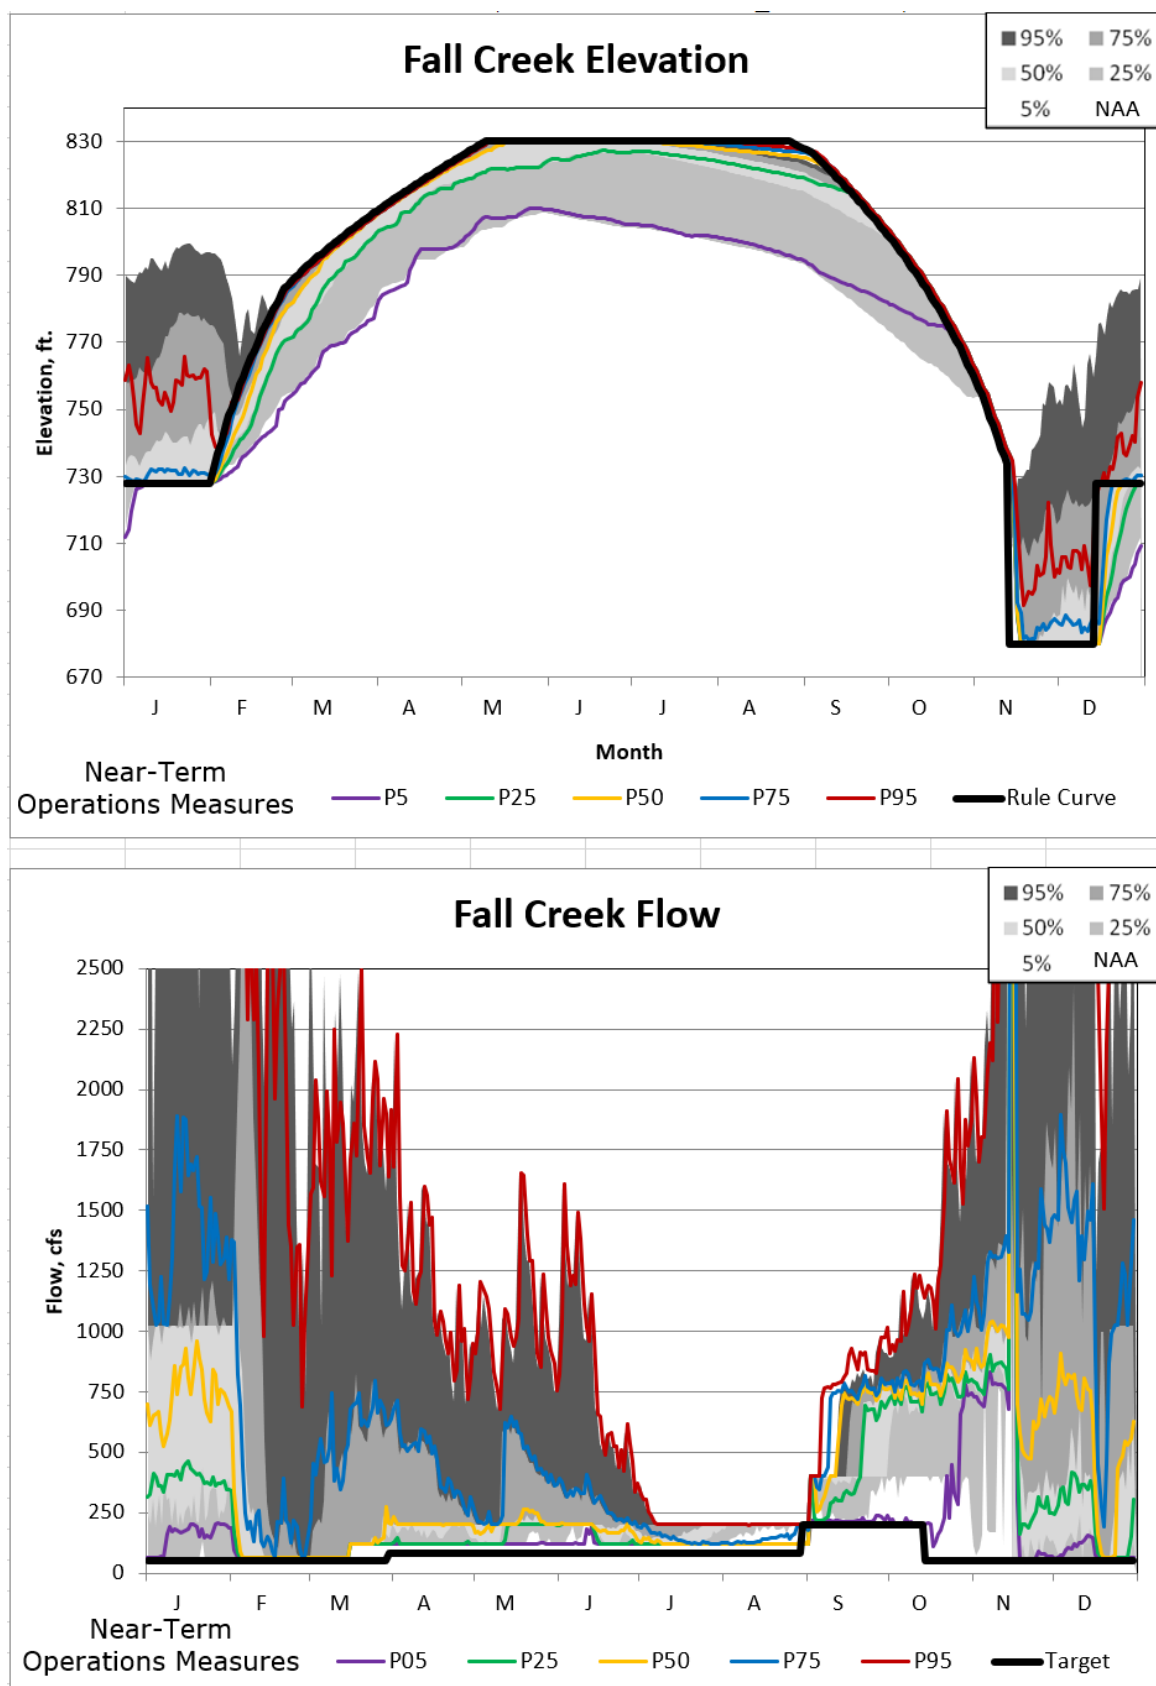 Fall Creek Elevation
95% 75%
50% 25%
5% NAA
830
810
790
770
750
730
710
690
670
Elevation, ft.
J F M A M J J A S O N D
Month
Near-Term
Operations Measures
P5 P25 P50 P75 P95 Rule Curve
Fall Creek Flow
95% 75%
50% 25%
5% NAA
2500
2250
2000
1750
1500
1250
1000
750
500
250
0
Flow, cfs
J F M A M J J A S O N D
Near-Term
Operations Measures
P05 P25 P50 P75 P95 Target